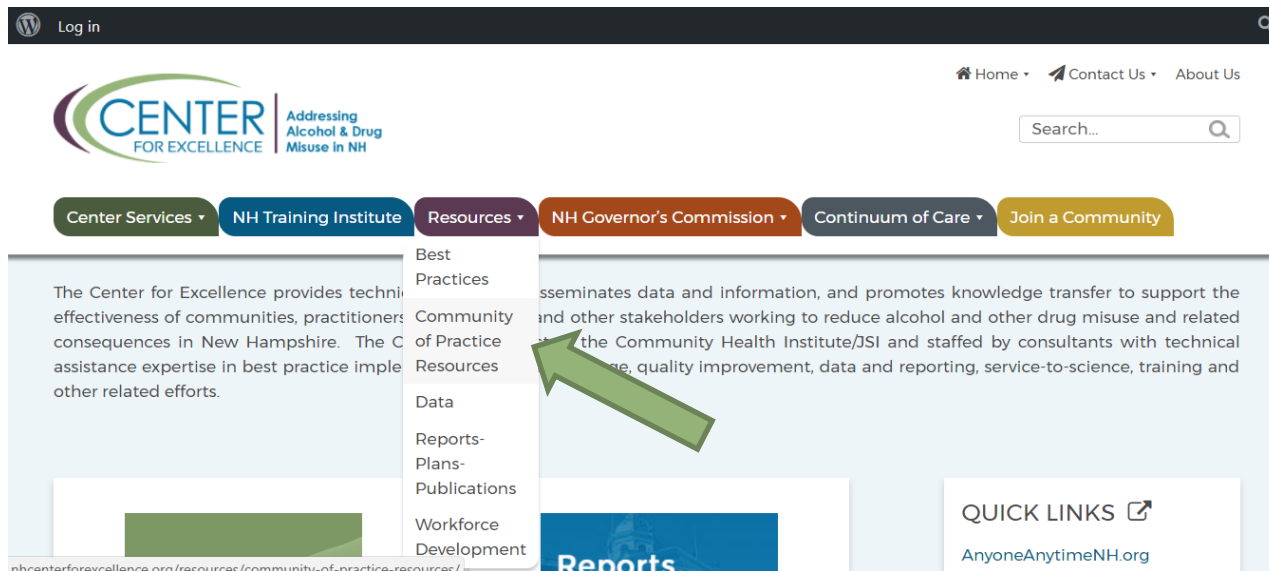 Log in
Home Contact Us About Us
CENTER
FOR EXCELLENCE
Addressing
Alcohol & Drug
Misuse in NH
Search...
Center Services NH Training Institute Resources NH Governor's Commission Continuum of Care Join a Community
Best
Practices
Community
of Practice
Resources
Data
Reports-
Plans-
Publications
Workforce
Development
The Center for Excellence provides techni sseminates data and information, and promotes knowledge transfer to support the
effectiveness of communities, practitioners and other stakeholders working to reduce alcohol and other drug misuse and related
consequences in New Hampshire. The C the Community Health Institute/JSI and staffed by consultants with technical
assistance expertise in best practice imple quality improvement, data and reporting, service-to-science, training and
other related efforts.
Reports
QUICK LINKS
AnyoneAnytimeNH.org
nhcenterforexcellence.org/resources/community-of-practice-resources/